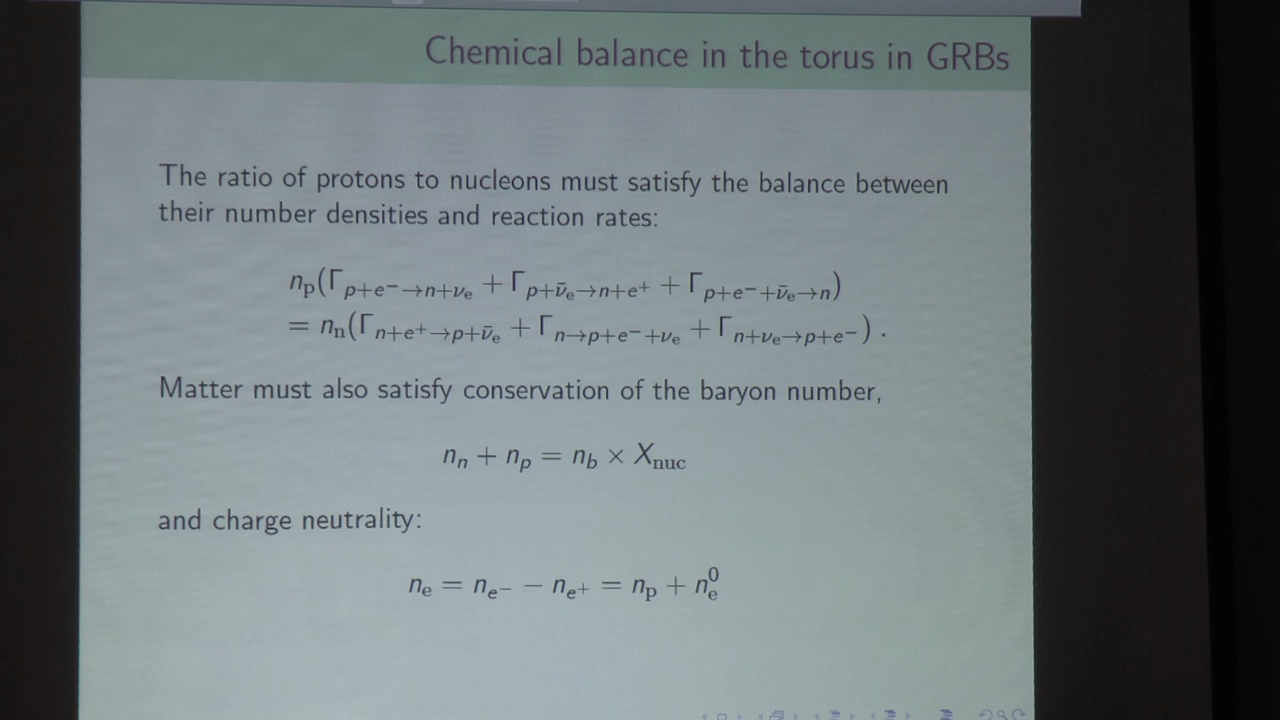 Chemical balance in the torus in GRBs
The ratio of protons to nucleons must satisfy the balance between
their number densities and reaction rates:
n_p(Γ_{p+e^-→n+ν_e} + Γ_{p+ν̄_e→n+e^+} + Γ_{p+e^-+ν̄_e→n})
= n_n(Γ_{n+e^+→p+ν̄_e} + Γ_{n→p+e^-+ν_e} + Γ_{n+ν_e→p+e^-}) .
Matter must also satisfy conservation of the baryon number,
n_n + n_p = n_b × X_nuc
and charge neutrality:
n_e = n_{e^-} − n_{e^+} = n_p + n_e^0